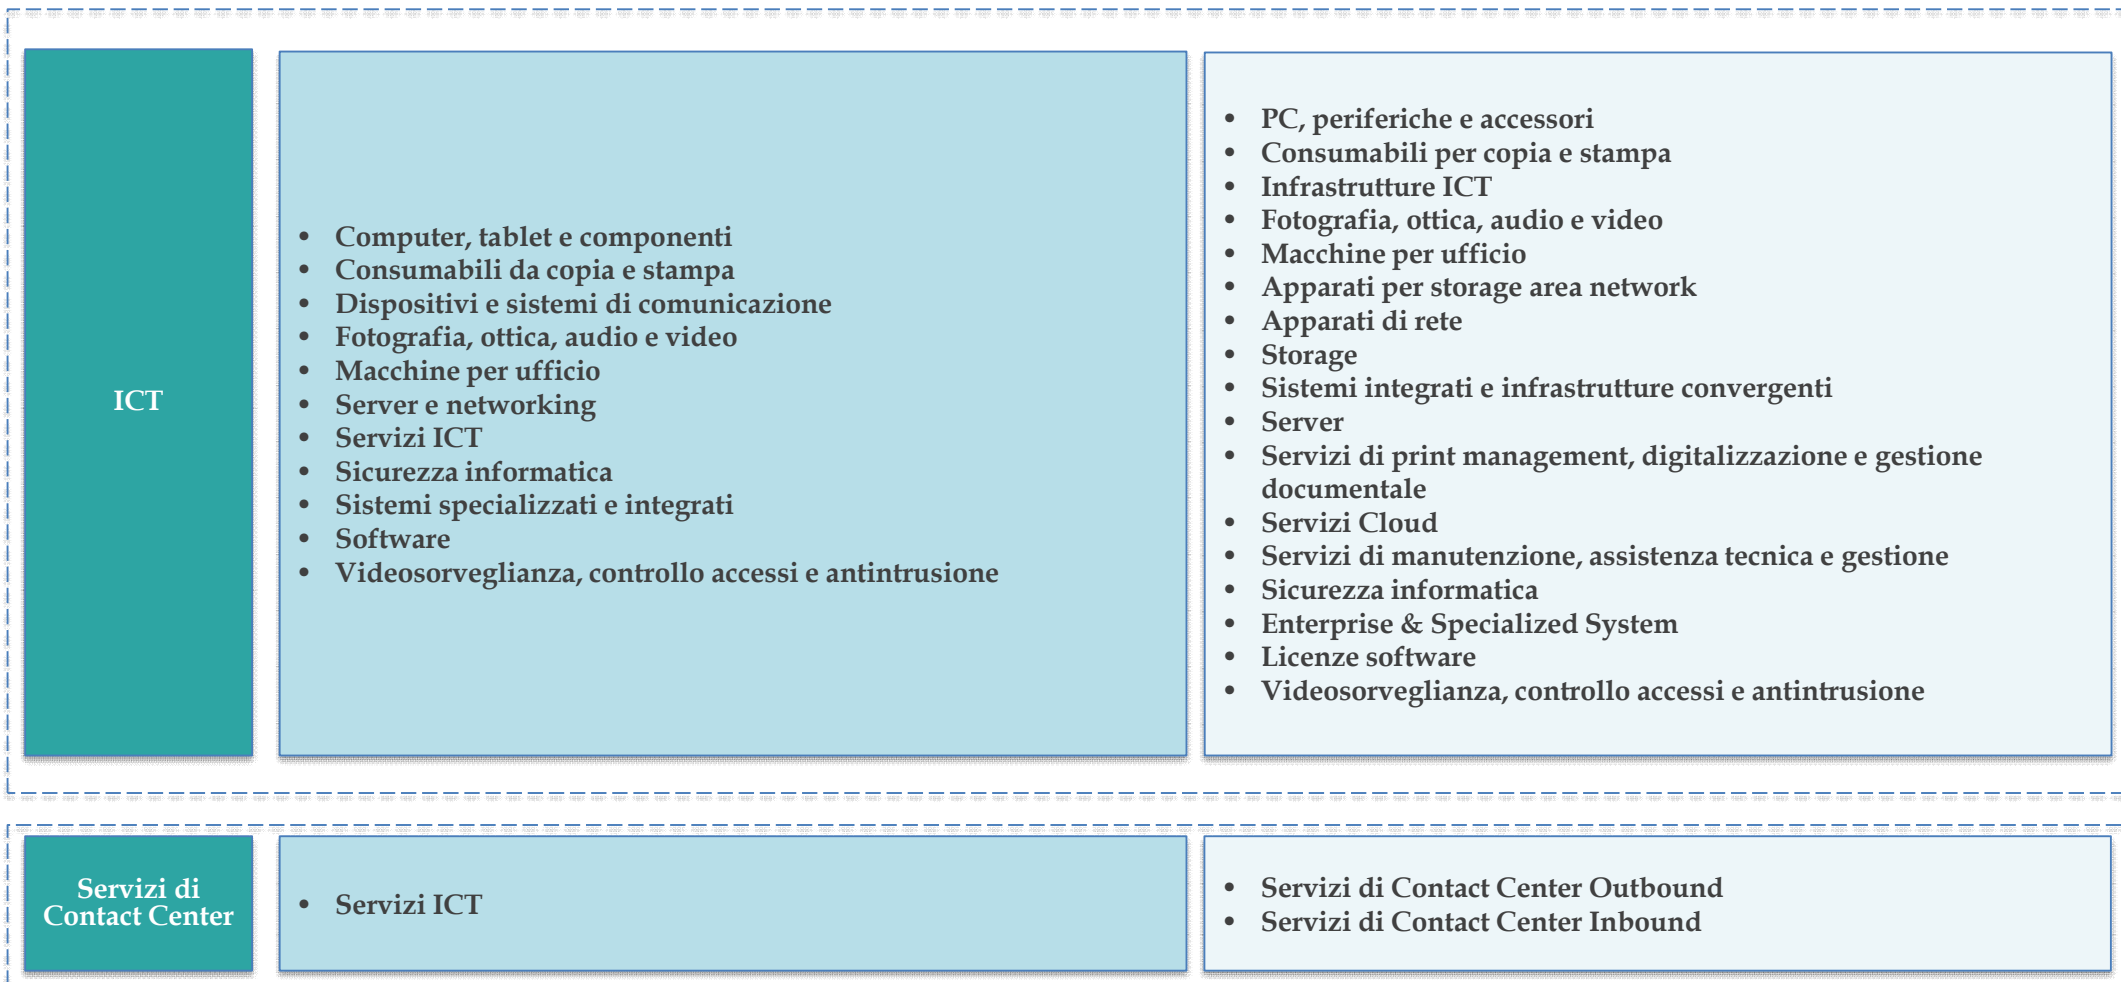 ICT
• Computer, tablet e componenti
• Consumabili da copia e stampa
• Dispositivi e sistemi di comunicazione
• Fotografia, ottica, audio e video
• Macchine per ufficio
• Server e networking
• Servizi ICT
• Sicurezza informatica
• Sistemi specializzati e integrati
• Software
• Videosorveglianza, controllo accessi e antintrusione
• PC, periferiche e accessori
• Consumabili per copia e stampa
• Infrastrutture ICT
• Fotografia, ottica, audio e video
• Macchine per ufficio
• Apparati per storage area network
• Apparati di rete
• Storage
• Sistemi integrati e infrastrutture convergenti
• Server
• Servizi di print management, digitalizzazione e gestione
documentale
• Servizi Cloud
• Servizi di manutenzione, assistenza tecnica e gestione
• Sicurezza informatica
• Enterprise & Specialized System
• Licenze software
• Videosorveglianza, controllo accessi e antintrusione
Servizi di
Contact Center
• Servizi ICT
• Servizi di Contact Center Outbound
• Servizi di Contact Center Inbound